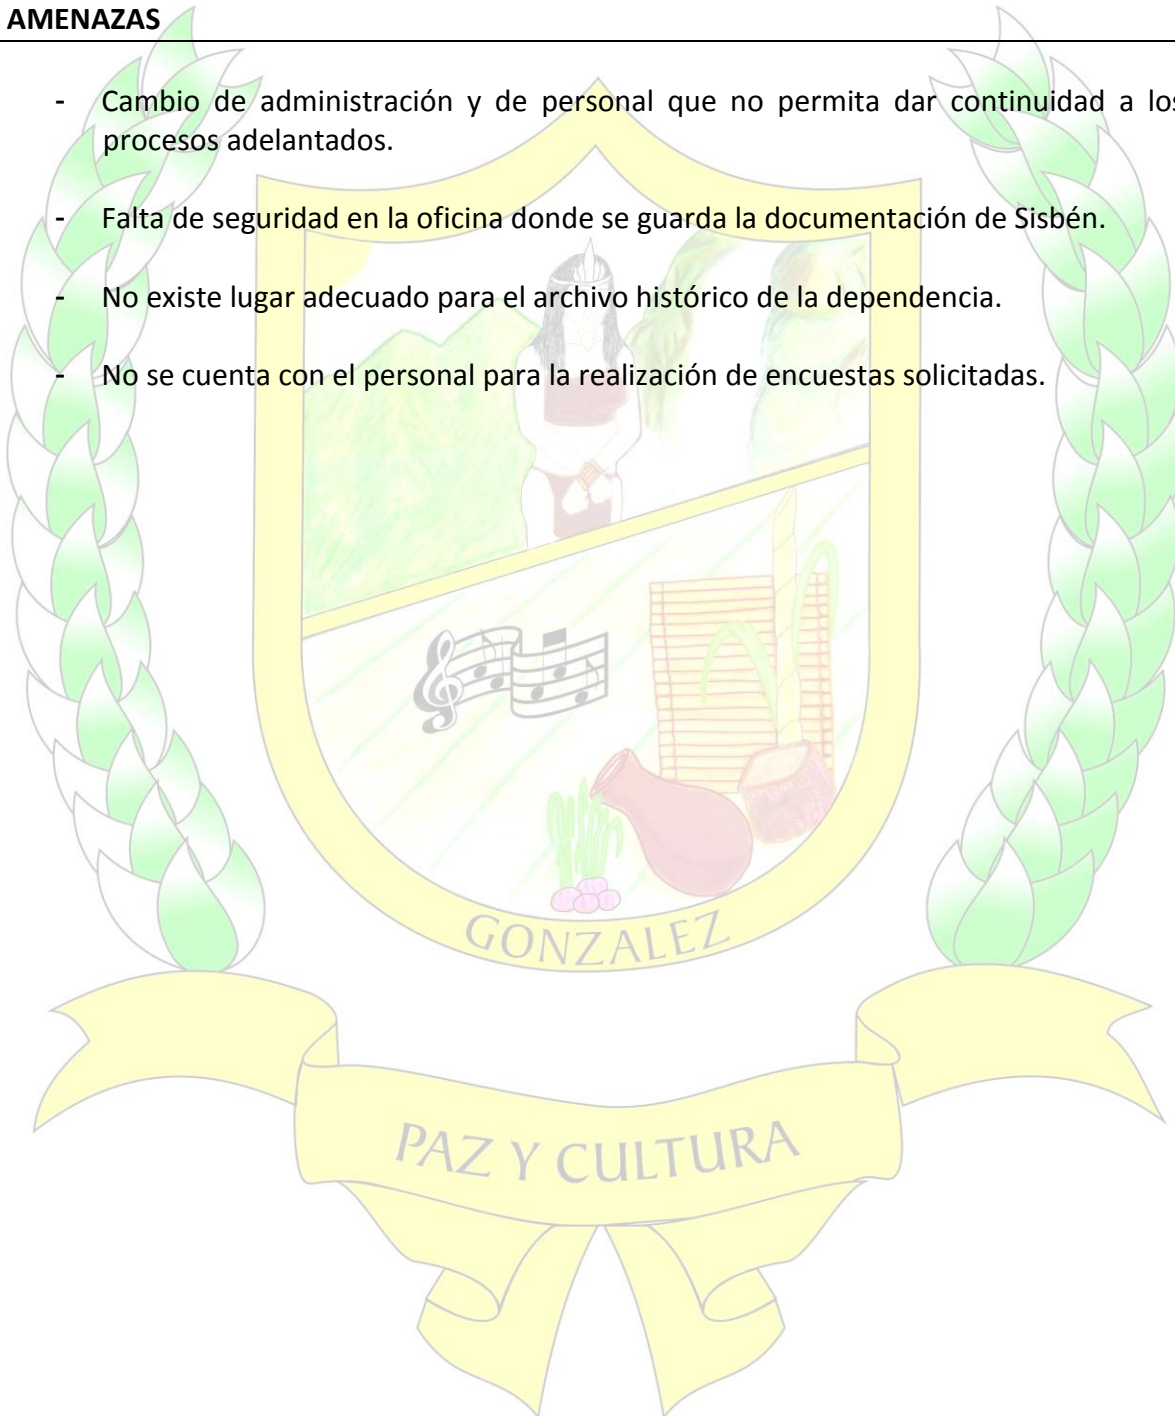 AMENAZAS
- Cambio de administración y de personal que no permita dar continuidad a los
procesos adelantados.
- Falta de seguridad en la oficina donde se guarda la documentación de Sisbén.
- No existe lugar adecuado para el archivo histórico de la dependencia.
- No se cuenta con el personal para la realización de encuestas solicitadas.
GONZALEZ
PAZ Y CULTURA